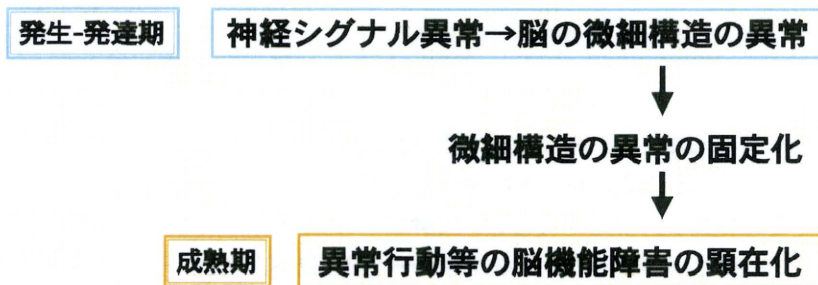 発生-発達期 神経シグナル異常→脳の微細構造の異常
微細構造の異常の固定化
成熟期 異常行動等の脳機能障害の顕在化